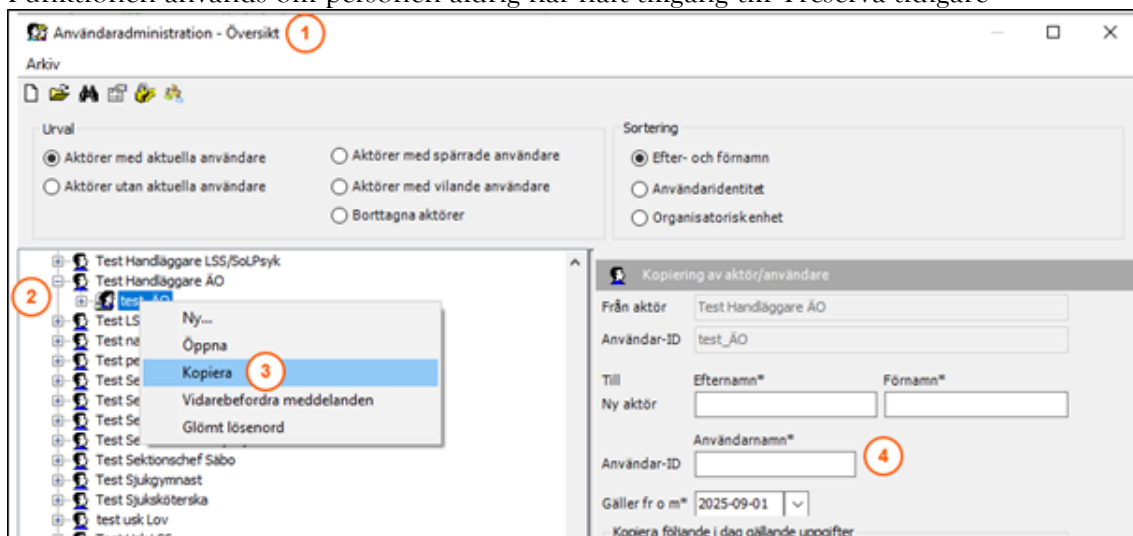 Funktionen används om personen aldrig har haft tillgång till Treserva tidigare
Användaradministration - Översikt 1
Arkiv
Urval
Aktörer med aktuella användare
Aktörer utan aktuella användare
Aktörer med spärrade användare
Aktörer med vilande användare
Borttagna aktörer
Sortering
Efter- och förnamn
Användaridentitet
Organisatorisk enhet
Test Handläggare LSS/SoLPsyk
Test Handläggare ÄO
2 test_ÄO
Test LS
Test na
Test pe
Test Se
Test Se
Test Se
Test Se
Test Sektionschef Säbo
Test Sjukgymnast
Test Sjuksköterska
test usk Lov
Ny...
Öppna
Kopiera 3
Vidarebefordra meddelanden
Glömt lösenord
Kopiering av aktör/användare
Från aktör Test Handläggare ÄO
Användar-ID test_ÄO
Till Efternamn* Förnamn*
Ny aktör
Användarnamn*
Användar-ID 4
Gäller fr o m* 2025-09-01
Kopiera följande i dag gällande uppgifter